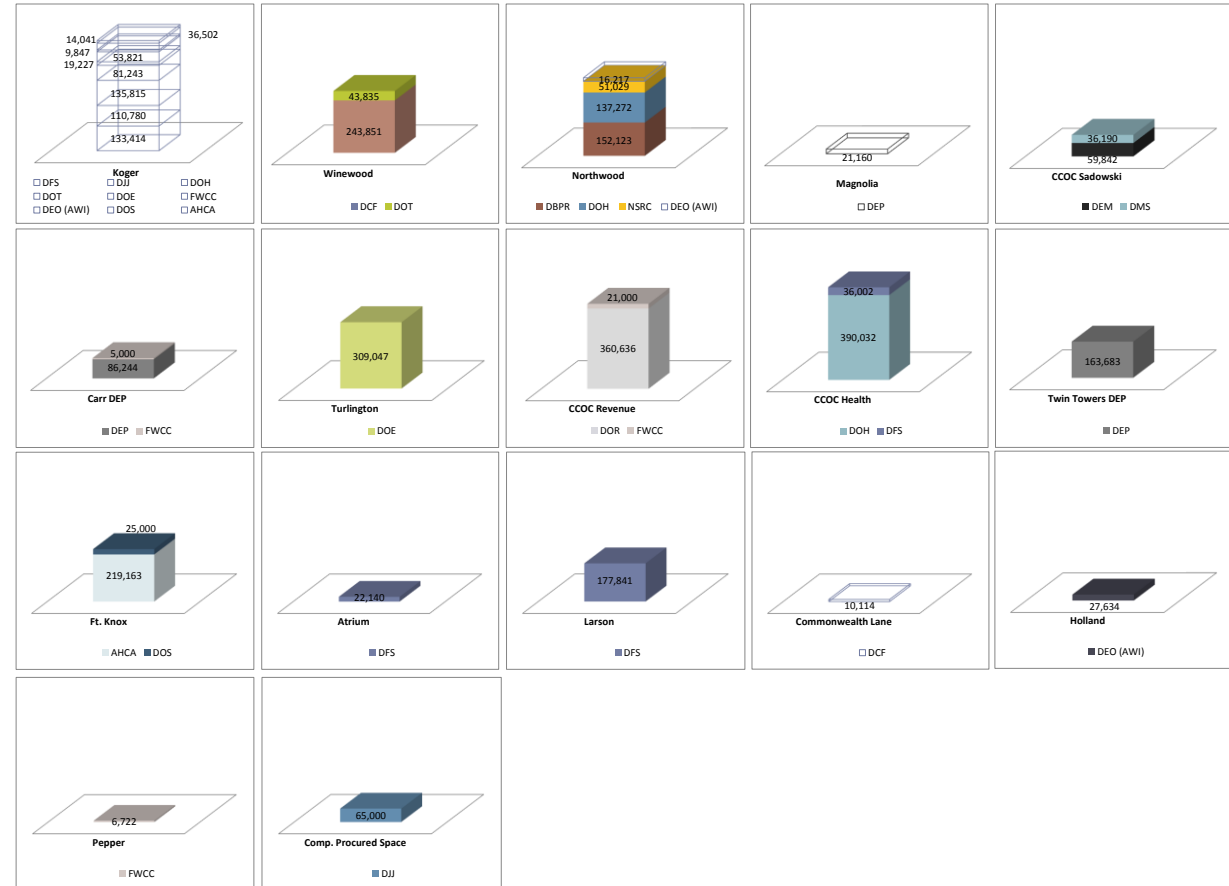 14,041
36,502
9,847
53,821
19,227
81,243
135,815
110,780
133,414
Koger
DFS DJJ DOH
DOT DOE FWCC
DEO (AWI) DOS AHCA
43,835
243,851
Winewood
DCF DOT
16,217
51,029
137,272
152,123
Northwood
DBPR DOH NSRC DEO (AWI)
21,160
Magnolia
DEP
36,190
59,842
CCOC Sadowski
DEM DMS
5,000
86,244
Carr DEP
DEP FWCC
309,047
Turlington
DOE
21,000
360,636
CCOC Revenue
DOR FWCC
36,002
390,032
CCOC Health
DOH DFS
163,683
Twin Towers DEP
DEP
25,000
219,163
Ft. Knox
AHCA DOS
22,140
Atrium
DFS
177,841
Larson
DFS
10,114
Commonwealth Lane
DCF
27,634
Holland
DEO (AWI)
6,722
Pepper
FWCC
65,000
Comp. Procured Space
DJJ